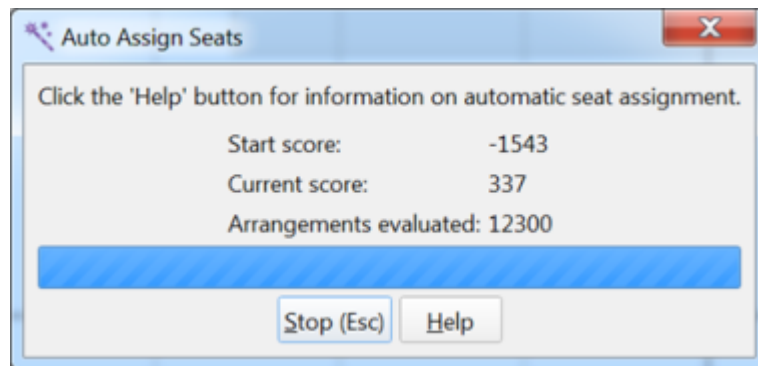 Auto Assign Seats
Click the 'Help' button for information on automatic seat assignment.
Start score: -1543
Current score: 337
Arrangements evaluated: 12300
Stop (Esc) Help